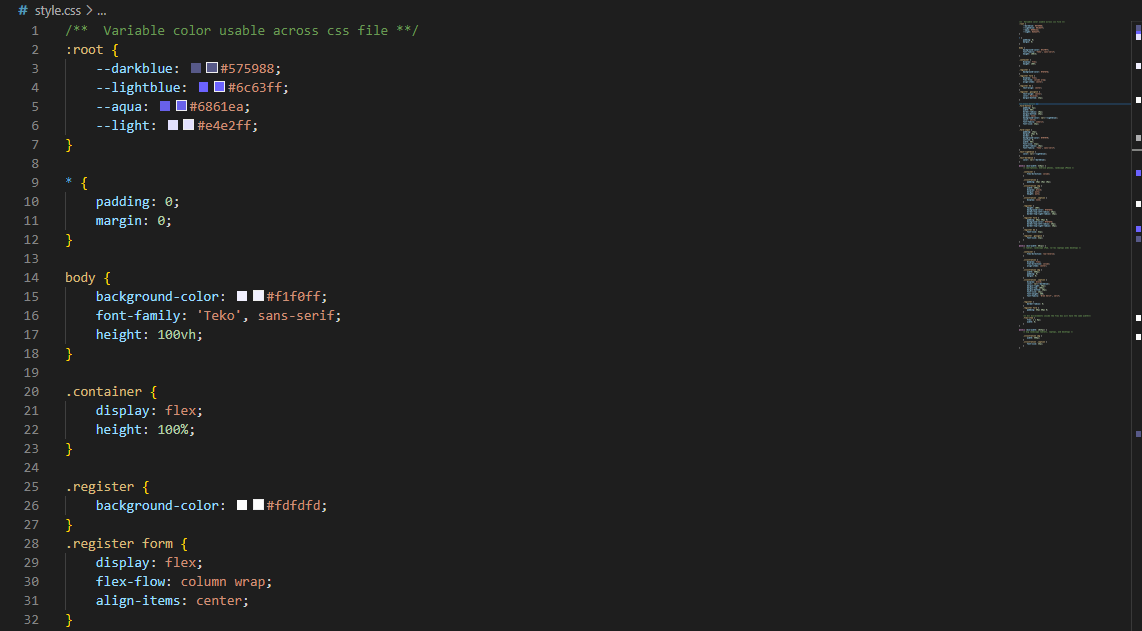 # style.css > ...
1 /**  Variable color usable across css file **/
2 :root {
3     --darkblue: #575988;
4     --lightblue: #6c63ff;
5     --aqua: #6861ea;
6     --light: #e4e2ff;
7 }
8
9 * {
10     padding: 0;
11     margin: 0;
12 }
13
14 body {
15     background-color: #f1f0ff;
16     font-family: 'Teko', sans-serif;
17     height: 100vh;
18 }
19
20 .container {
21     display: flex;
22     height: 100%;
23 }
24
25 .register {
26     background-color: #fdfdfd;
27 }
28 .register form {
29     display: flex;
30     flex-flow: column wrap;
31     align-items: center;
32 }